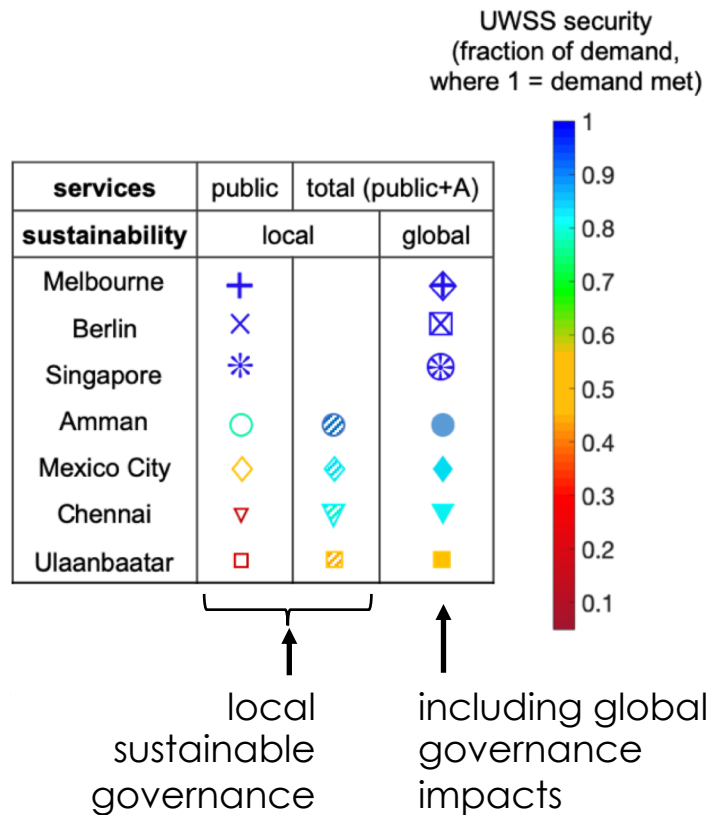 UWSS security
(fraction of demand,
where 1 = demand met)
1
0.9
0.8
0.7
0.6
0.5
0.4
0.3
0.2
0.1
services public total (public+A)
sustainability local global
Melbourne
Berlin
Singapore
Amman
Mexico City
Chennai
Ulaanbaatar
local
sustainable
governance
including global
governance
impacts